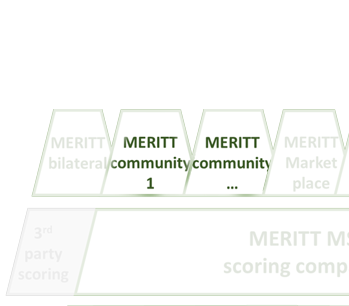 MERITT
bilateral
MERITT
community
1
MERITT
community
...
MERITT
Market
place
3rd
party
scoring
MERITT MS
scoring comp